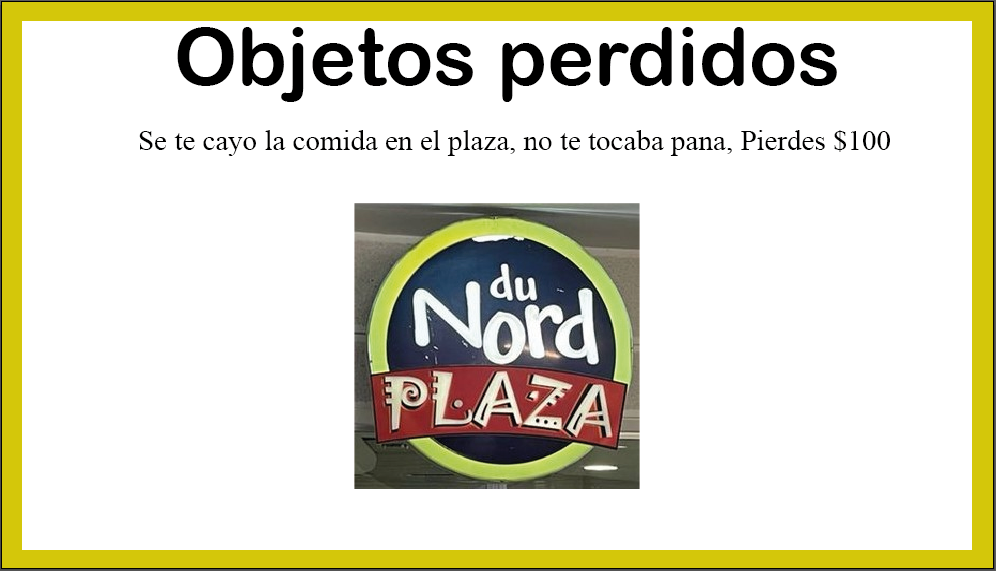 Objetos perdidos
Se te cayo la comida en el plaza, no te tocaba pana, Pierdes $100
du
Nord
PLAZA